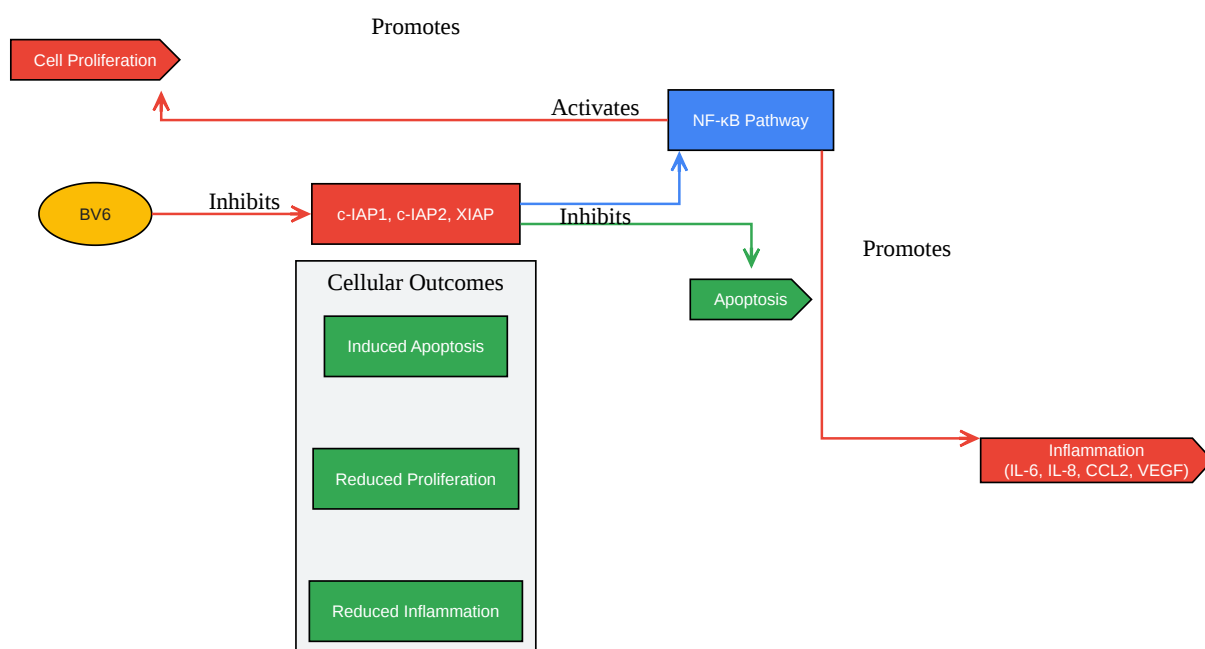 Promotes
Cell Proliferation
Activates
NF-κB Pathway
BV6
Inhibits
c-IAP1, c-IAP2, XIAP
Inhibits
Promotes
Cellular Outcomes
Apoptosis
Induced Apoptosis
Inflammation
(IL-6, IL-8, CCL2, VEGF)
Reduced Proliferation
Reduced Inflammation